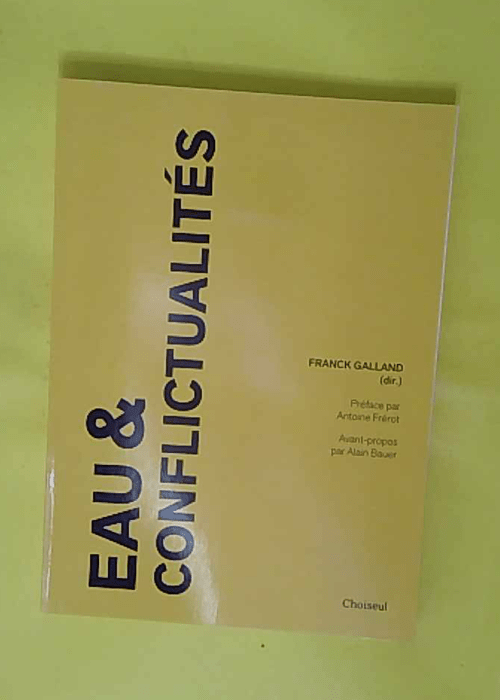 EAU &
CONFLICTUALITÉS
FRANCK GALLAND
(dir.)
Préface par
Antoine Frérot
Avant-propos
par Alain Bauer
Choiseul